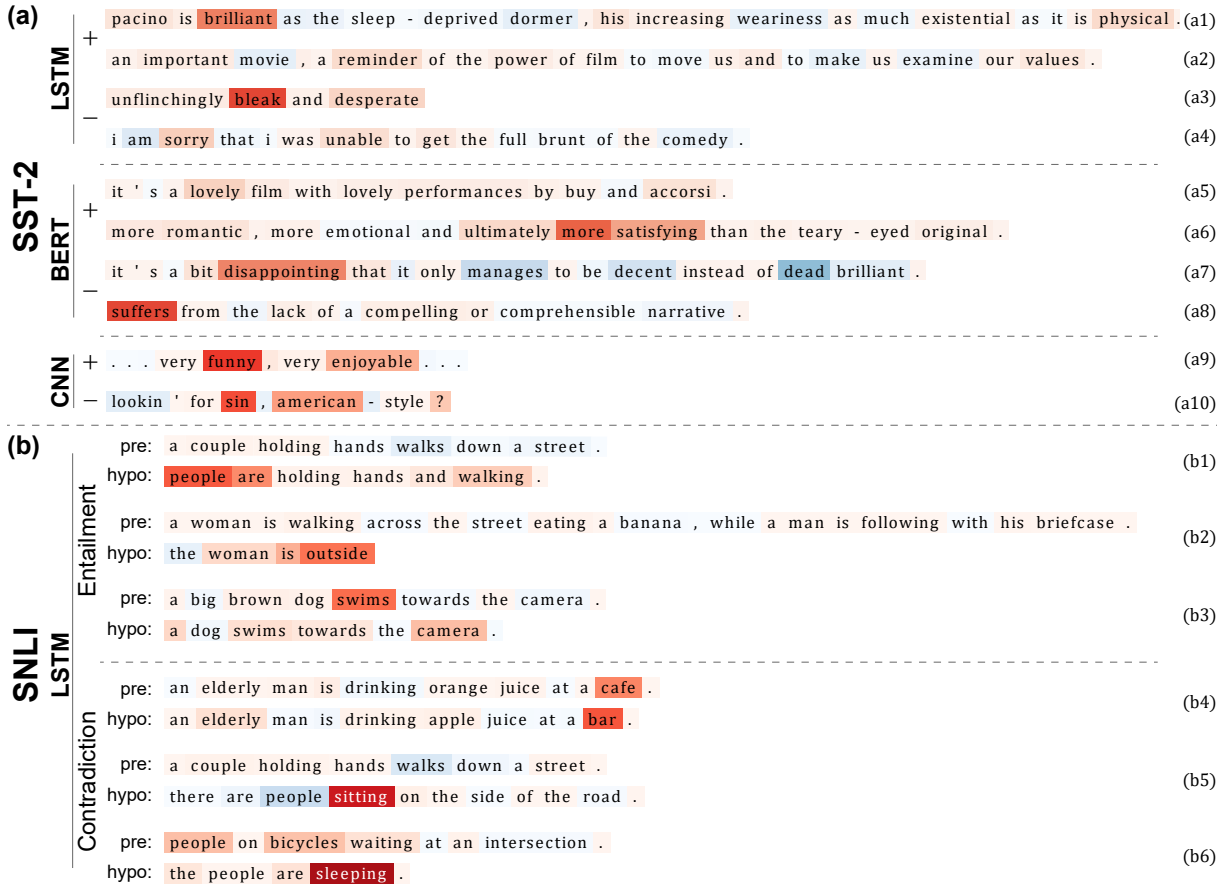 (a)
SST-2
LSTM
+
pacino is brilliant as the sleep - deprived dormer , his increasing weariness as much existential as it is physical . (a1)
an important movie , a reminder of the power of film to move us and to make us examine our values . (a2)
−
unflinchingly bleak and desperate (a3)
i am sorry that i was unable to get the full brunt of the comedy . (a4)
BERT
+
it ' s a lovely film with lovely performances by buy and accorsi . (a5)
more romantic , more emotional and ultimately more satisfying than the teary - eyed original . (a6)
−
it ' s a bit disappointing that it only manages to be decent instead of dead brilliant . (a7)
suffers from the lack of a compelling or comprehensible narrative . (a8)
CNN
+ . . . very funny , very enjoyable . . . (a9)
− lookin ' for sin , american - style ? (a10)
(b)
SNLI
LSTM
Entailment
pre: a couple holding hands walks down a street .
hypo: people are holding hands and walking .
(b1)
pre: a woman is walking across the street eating a banana , while a man is following with his briefcase .
hypo: the woman is outside
(b2)
pre: a big brown dog swims towards the camera .
hypo: a dog swims towards the camera .
(b3)
Contradiction
pre: an elderly man is drinking orange juice at a cafe .
hypo: an elderly man is drinking apple juice at a bar .
(b4)
pre: a couple holding hands walks down a street .
hypo: there are people sitting on the side of the road .
(b5)
pre: people on bicycles waiting at an intersection .
hypo: the people are sleeping .
(b6)